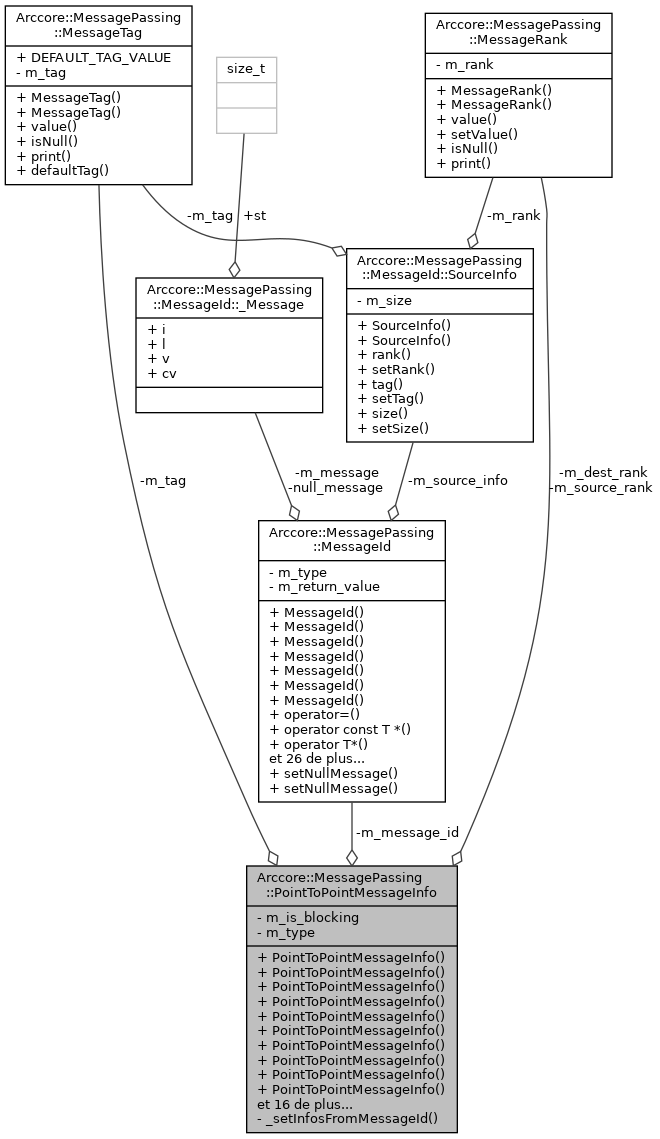 Arccore::MessagePassing
::MessageTag
+ DEFAULT_TAG_VALUE
- m_tag
+ MessageTag()
+ MessageTag()
+ value()
+ isNull()
+ print()
+ defaultTag()
size_t
Arccore::MessagePassing
::MessageRank
- m_rank
+ MessageRank()
+ MessageRank()
+ value()
+ setValue()
+ isNull()
+ print()
-m_tag
+st
-m_rank
Arccore::MessagePassing
::MessageId::_Message
+ i
+ l
+ v
+ cv
Arccore::MessagePassing
::MessageId::SourceInfo
- m_size
+ SourceInfo()
+ SourceInfo()
+ rank()
+ setRank()
+ tag()
+ setTag()
+ size()
+ setSize()
-m_tag
-m_message
-null_message
-m_source_info
-m_dest_rank
-m_source_rank
Arccore::MessagePassing
::MessageId
- m_type
- m_return_value
+ MessageId()
+ MessageId()
+ MessageId()
+ MessageId()
+ MessageId()
+ MessageId()
+ MessageId()
+ operator=()
+ operator const T *()
+ operator T*()
et 26 de plus...
+ setNullMessage()
+ setNullMessage()
-m_message_id
Arccore::MessagePassing
::PointToPointMessageInfo
- m_is_blocking
- m_type
+ PointToPointMessageInfo()
+ PointToPointMessageInfo()
+ PointToPointMessageInfo()
+ PointToPointMessageInfo()
+ PointToPointMessageInfo()
+ PointToPointMessageInfo()
+ PointToPointMessageInfo()
+ PointToPointMessageInfo()
+ PointToPointMessageInfo()
+ PointToPointMessageInfo()
et 16 de plus...
- _setInfosFromMessageId()